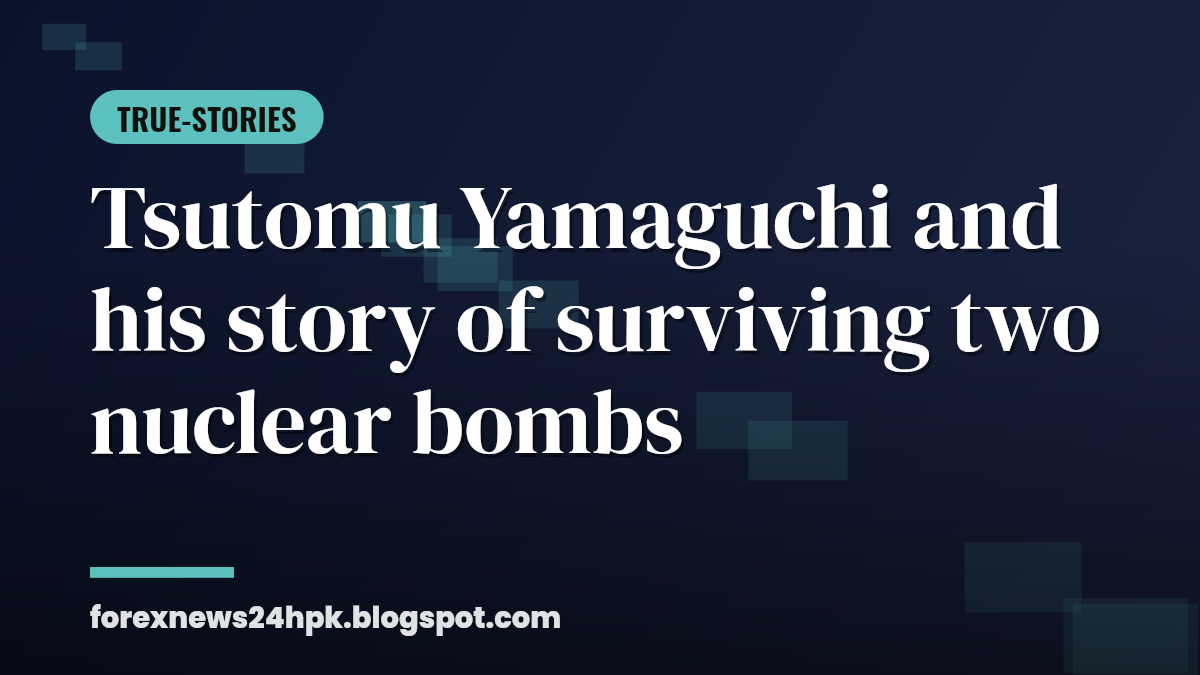 TRUE-STORIES
Tsutomu Yamaguchi and
his story of surviving two
nuclear bombs
forexnews24hpk.blogspot.com